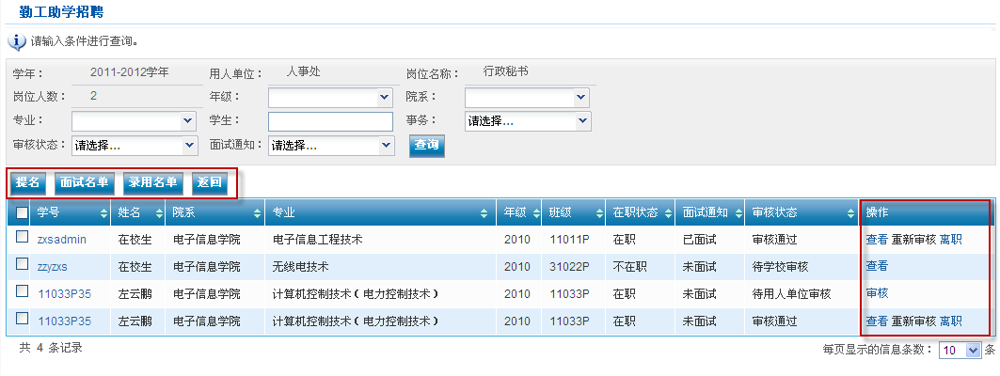 勤工助学招聘
请输入条件进行查询。
学年： 2011-2012学年 用人单位： 人事处 岗位名称： 行政秘书
岗位人数： 2 年级： 院系：
专业： 学生： 事务： 请选择...
审核状态： 请选择... 面试通知： 请选择... 查询
提名 面试名单 录用名单 返回
学号 姓名 院系 专业 年级 班级 在职状态 面试通知 审核状态 操作
zxsadmin 在校生 电子信息学院 电子信息工程技术 2010 11011P 在职 已面试 审核通过 查看 重新审核 离职
zzyzxs 在校生 电子信息学院 无线电技术 2010 31022P 不在职 未面试 待学校审核 查看
11033P35 左云鹏 电子信息学院 计算机控制技术（电力控制技术） 2010 11033P 在职 未面试 待用人单位审核 审核
11033P35 左云鹏 电子信息学院 计算机控制技术（电力控制技术） 2010 11033P 在职 未面试 审核通过 查看 重新审核 离职
共 4 条记录 每页显示的信息条数： 10 条